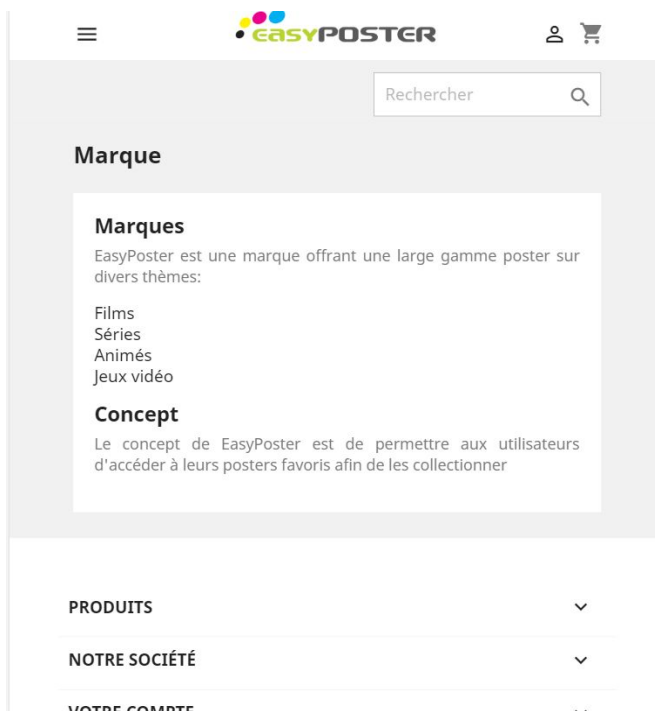 EASYPOSTER
Rechercher
Marque
Marques
EasyPoster est une marque offrant une large gamme poster sur
divers thèmes:
Films
Séries
Animés
Jeux vidéo
Concept
Le concept de EasyPoster est de permettre aux utilisateurs
d'accéder à leurs posters favoris afin de les collectionner
PRODUITS
NOTRE SOCIÉTÉ
VOTRE COMPTE